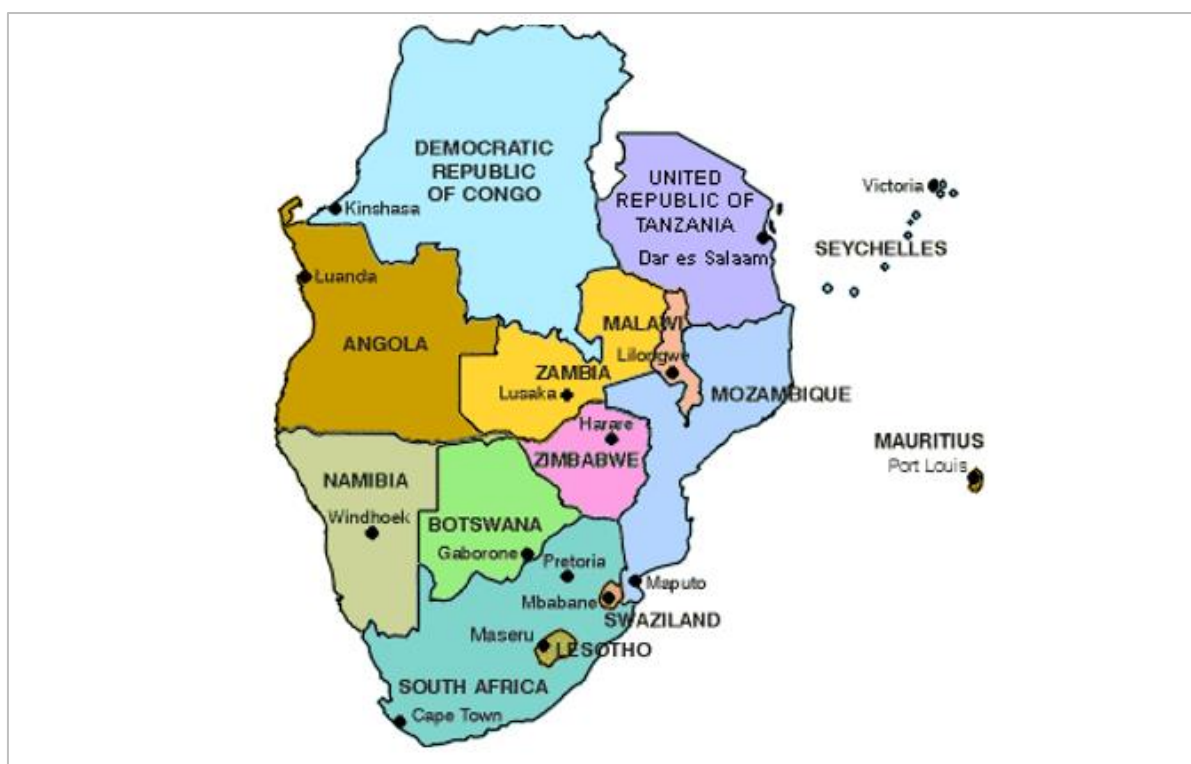 DEMOCRATIC
REPUBLIC
OF CONGO
Kinshasa
UNITED
REPUBLIC OF
TANZANIA
Dar es Salaam
Victoria
SEYCHELLES
Luanda
ANGOLA
MALAWI
Lilongwe
ZAMBIA
Lusaka
MOZAMBIQUE
Harare
ZIMBABWE
MAURITIUS
Port Louis
NAMIBIA
Windhoek
BOTSWANA
Gaborone
Pretoria
Maputo
Mbabane
SWAZILAND
Maseru
LESOTHO
SOUTH AFRICA
Cape Town